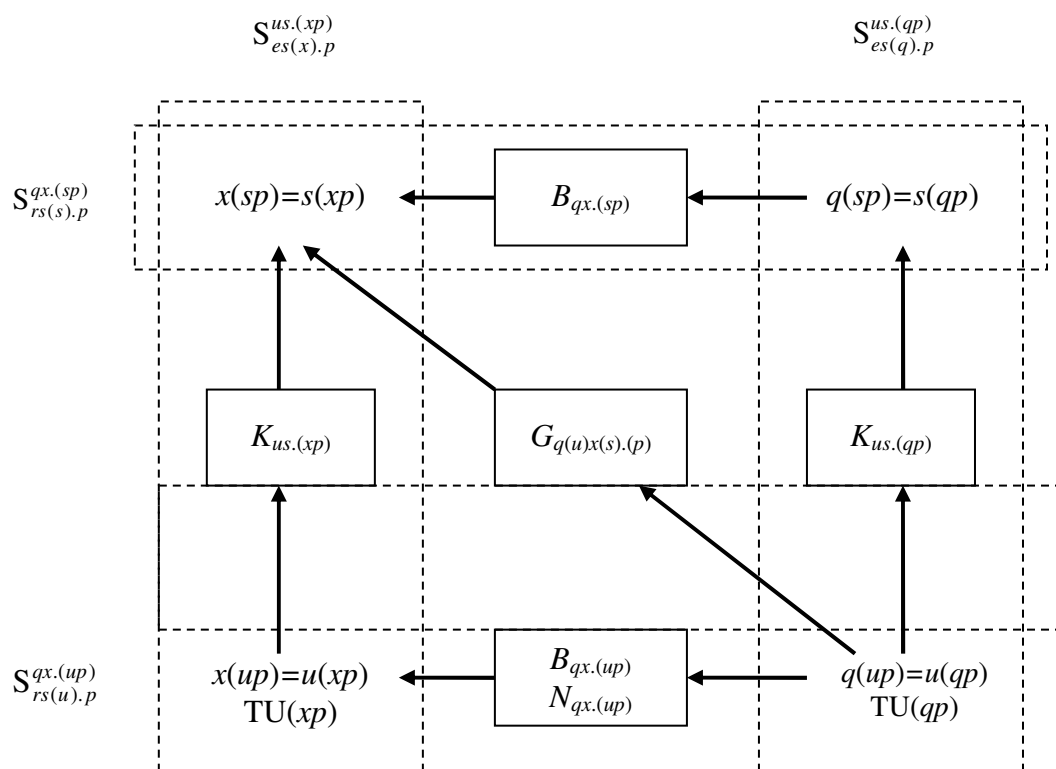 S^{us.(xp)}_{es(x).p}
S^{us.(qp)}_{es(q).p}
S^{qx.(sp)}_{rs(s).p}
x(sp)=s(xp)
B_{qx.(sp)}
q(sp)=s(qp)
K_{us.(xp)}
G_{q(u)x(s).(p)}
K_{us.(qp)}
S^{qx.(up)}_{rs(u).p}
x(up)=u(xp)
TU(xp)
B_{qx.(up)}
N_{qx.(up)}
q(up)=u(qp)
TU(qp)